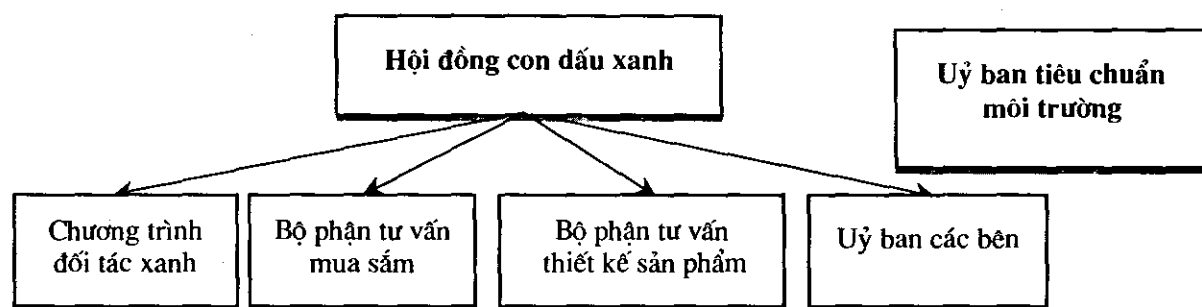 Hội đồng con dấu xanh
Uỷ ban tiêu chuẩn
môi trường
Chương trình
đối tác xanh
Bộ phận tư vấn
mua sắm
Bộ phận tư vấn
thiết kế sản phẩm
Uỷ ban các bên